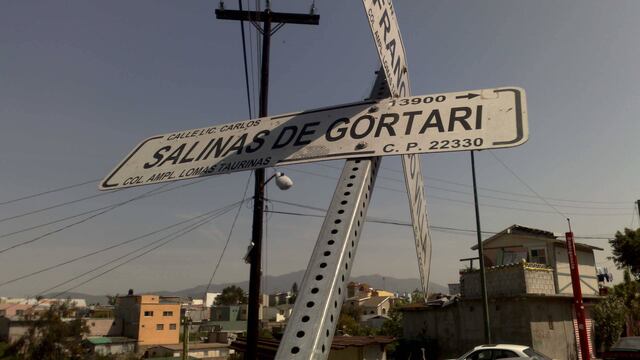 CALLE LIC. CARLOS 13900 →
SALINAS DE GORTARI
COL. AMPL. LOMAS TAURINAS C. P. 22330